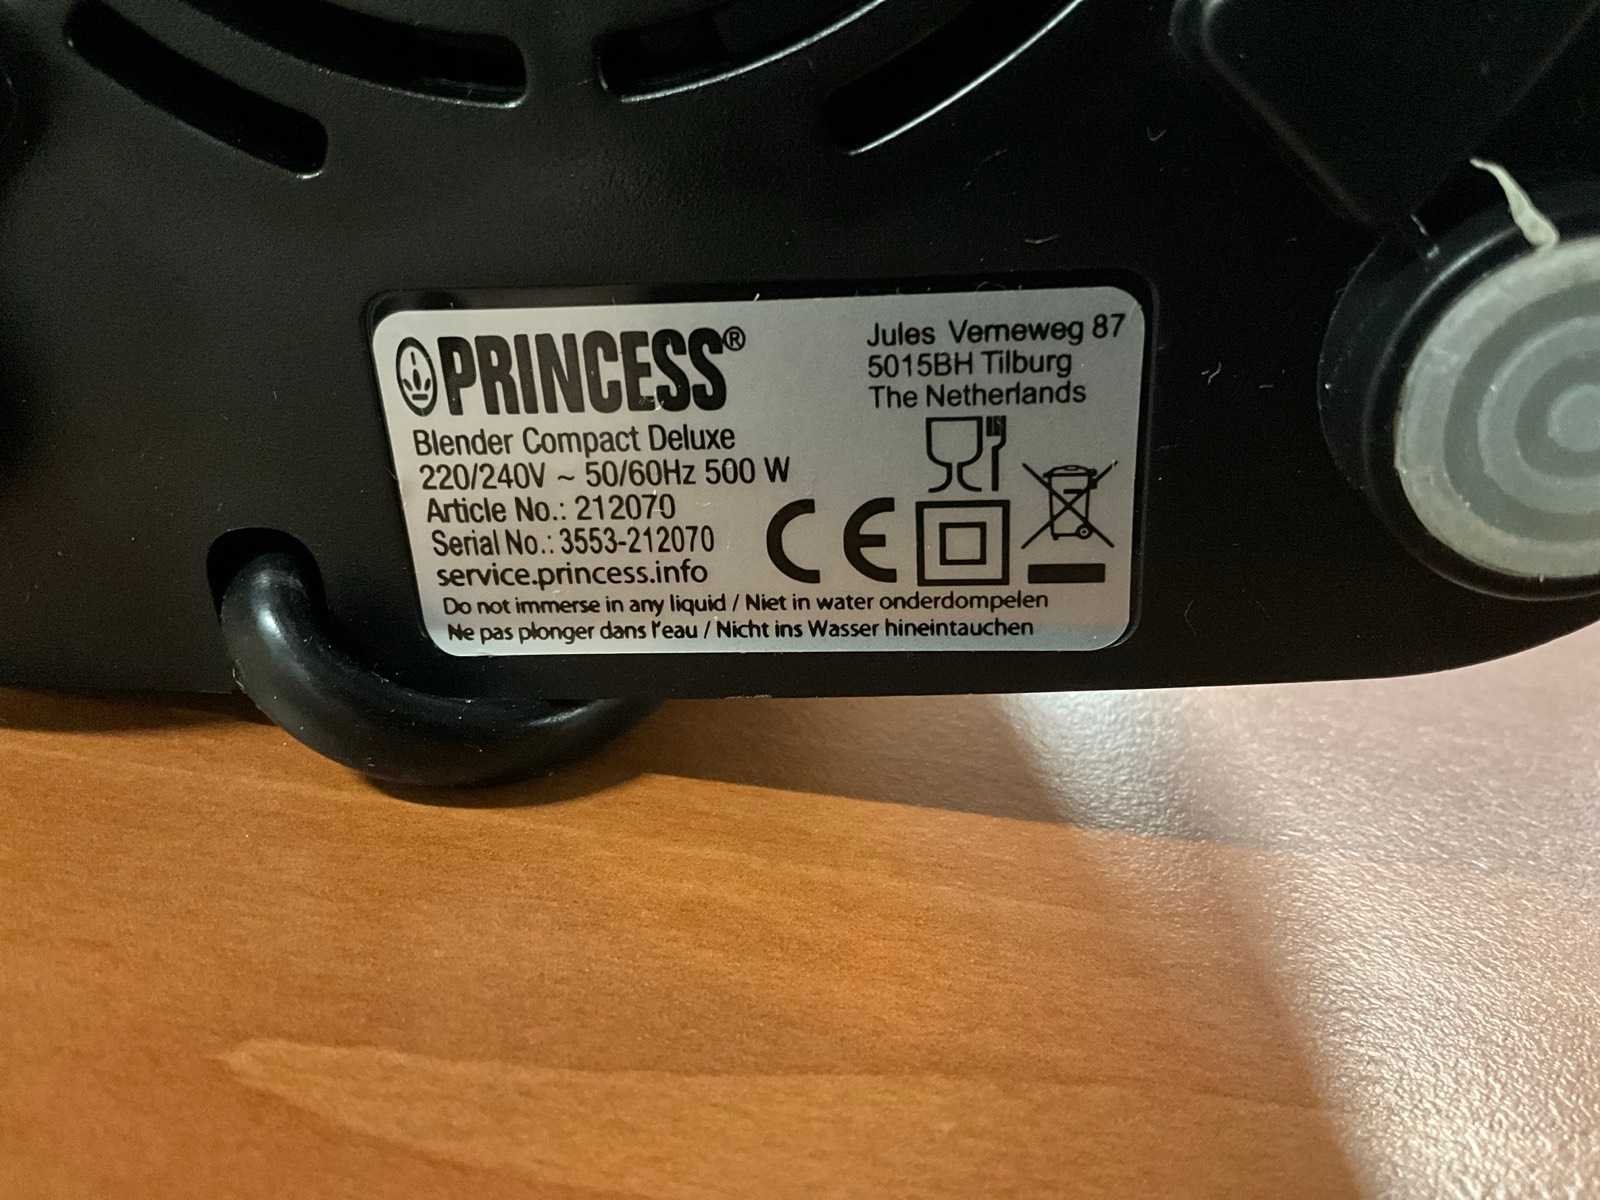 PRINCESS®
Blender Compact Deluxe
220/240V ~ 50/60Hz 500 W
Article No.: 212070
Serial No.: 3553-212070
service.princess.info
Jules Verneweg 87
5015BH Tilburg
The Netherlands
CE
Do not immerse in any liquid / Niet in water onderdompelen
Ne pas plonger dans l'eau / Nicht ins Wasser hineintauchen